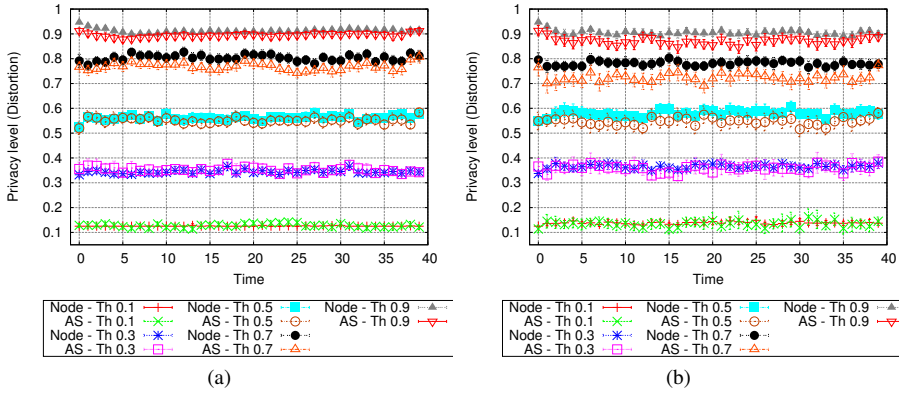 Privacy level (Distortion)
1
0.9
0.8
0.7
0.6
0.5
0.4
0.3
0.2
0.1
0 5 10 15 20 25 30 35 40
Time
Node - Th 0.1 Node - Th 0.5 Node - Th 0.9
AS - Th 0.1 AS - Th 0.5 AS - Th 0.9
Node - Th 0.3 Node - Th 0.7
AS - Th 0.3 AS - Th 0.7
(a)
Privacy level (Distortion)
1
0.9
0.8
0.7
0.6
0.5
0.4
0.3
0.2
0.1
0 5 10 15 20 25 30 35 40
Time
Node - Th 0.1 Node - Th 0.5 Node - Th 0.9
AS - Th 0.1 AS - Th 0.5 AS - Th 0.9
Node - Th 0.3 Node - Th 0.7
AS - Th 0.3 AS - Th 0.7
(b)